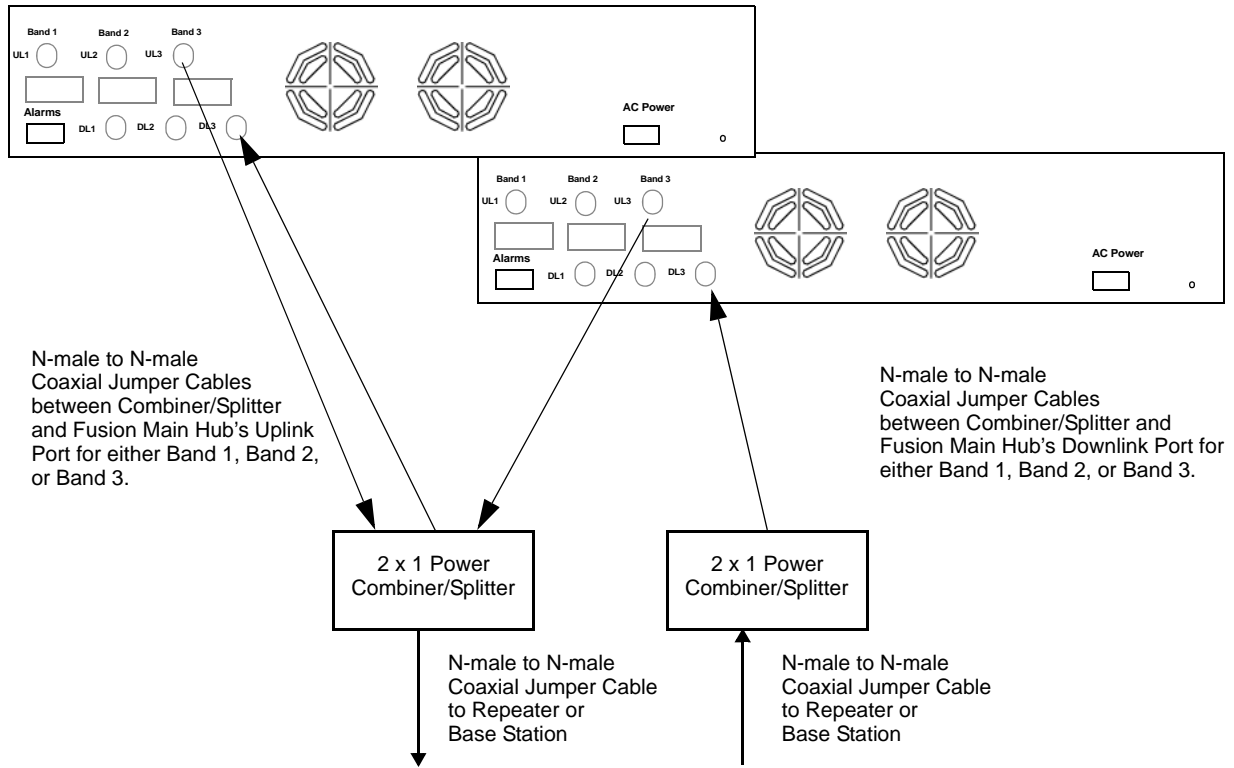 Band 1 Band 2 Band 3
UL1 UL2 UL3
Alarms
DL1 DL2 DL3
AC Power
o
Band 1 Band 2 Band 3
UL1 UL2 UL3
Alarms
DL1 DL2 DL3
AC Power
o
N-male to N-male
Coaxial Jumper Cables
between Combiner/Splitter
and Fusion Main Hub's Uplink
Port for either Band 1, Band 2,
or Band 3.
N-male to N-male
Coaxial Jumper Cables
between Combiner/Splitter and
Fusion Main Hub's Downlink Port for
either Band 1, Band 2, or Band 3.
2 x 1 Power
Combiner/Splitter
2 x 1 Power
Combiner/Splitter
N-male to N-male
Coaxial Jumper Cable
to Repeater or
Base Station
N-male to N-male
Coaxial Jumper Cable
to Repeater or
Base Station